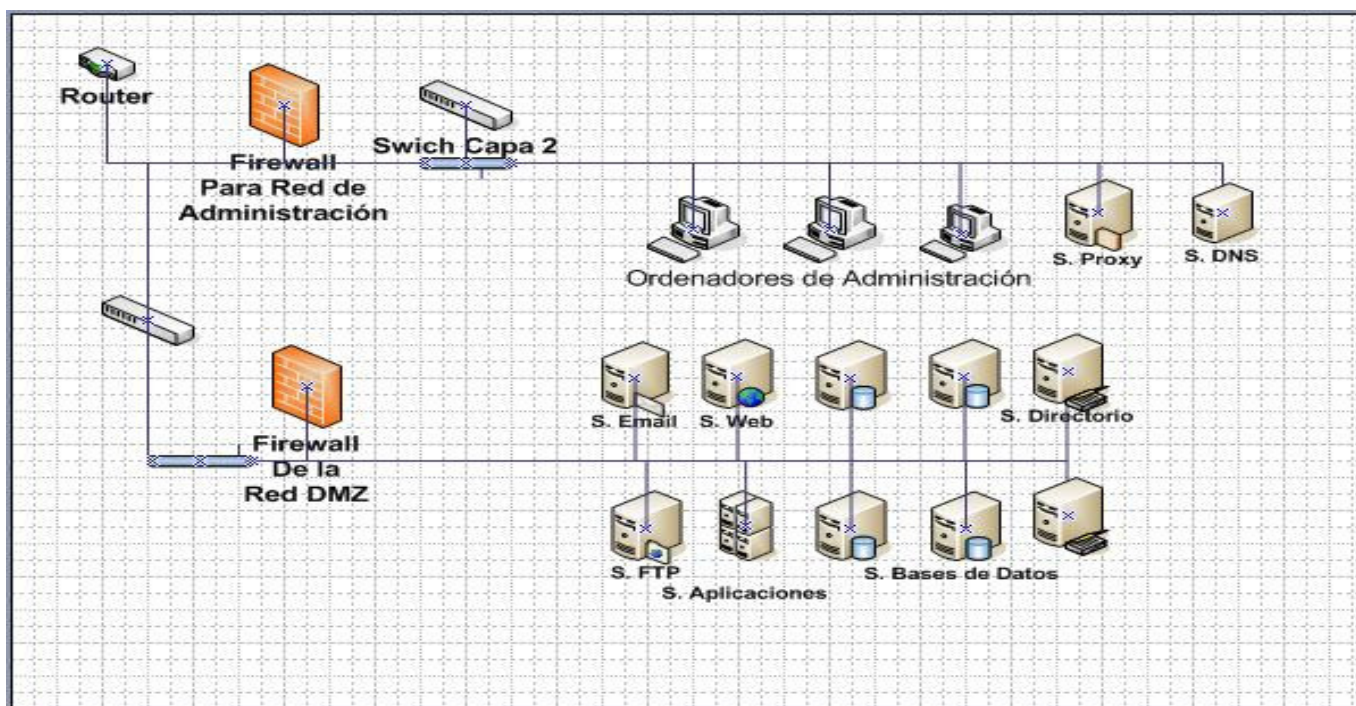 Router
Firewall
Para Red de
Administración
Swich Capa 2
Ordenadores de Administración
S. Proxy
S. DNS
Firewall
De la
Red DMZ
S. Email
S. Web
S. Directorio
S. FTP
S. Aplicaciones
S. Bases de Datos